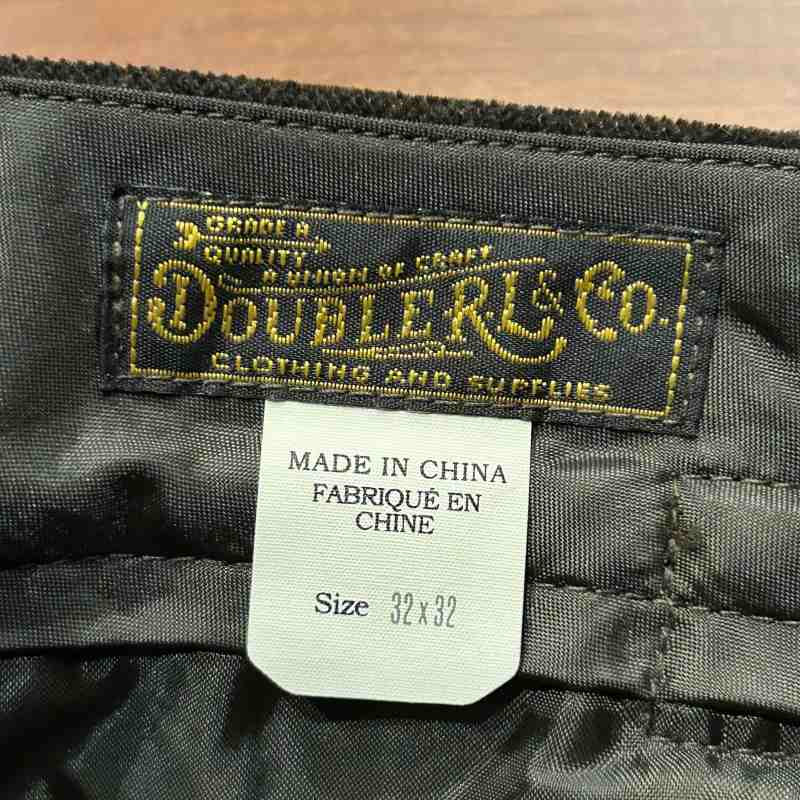 GRADE A
QUALITY
A UNION OF CRAFT
DOUBLE RL & CO.
CLOTHING AND SUPPLIES
MADE IN CHINA
FABRIQUÉ EN
CHINE
Size 32 x 32